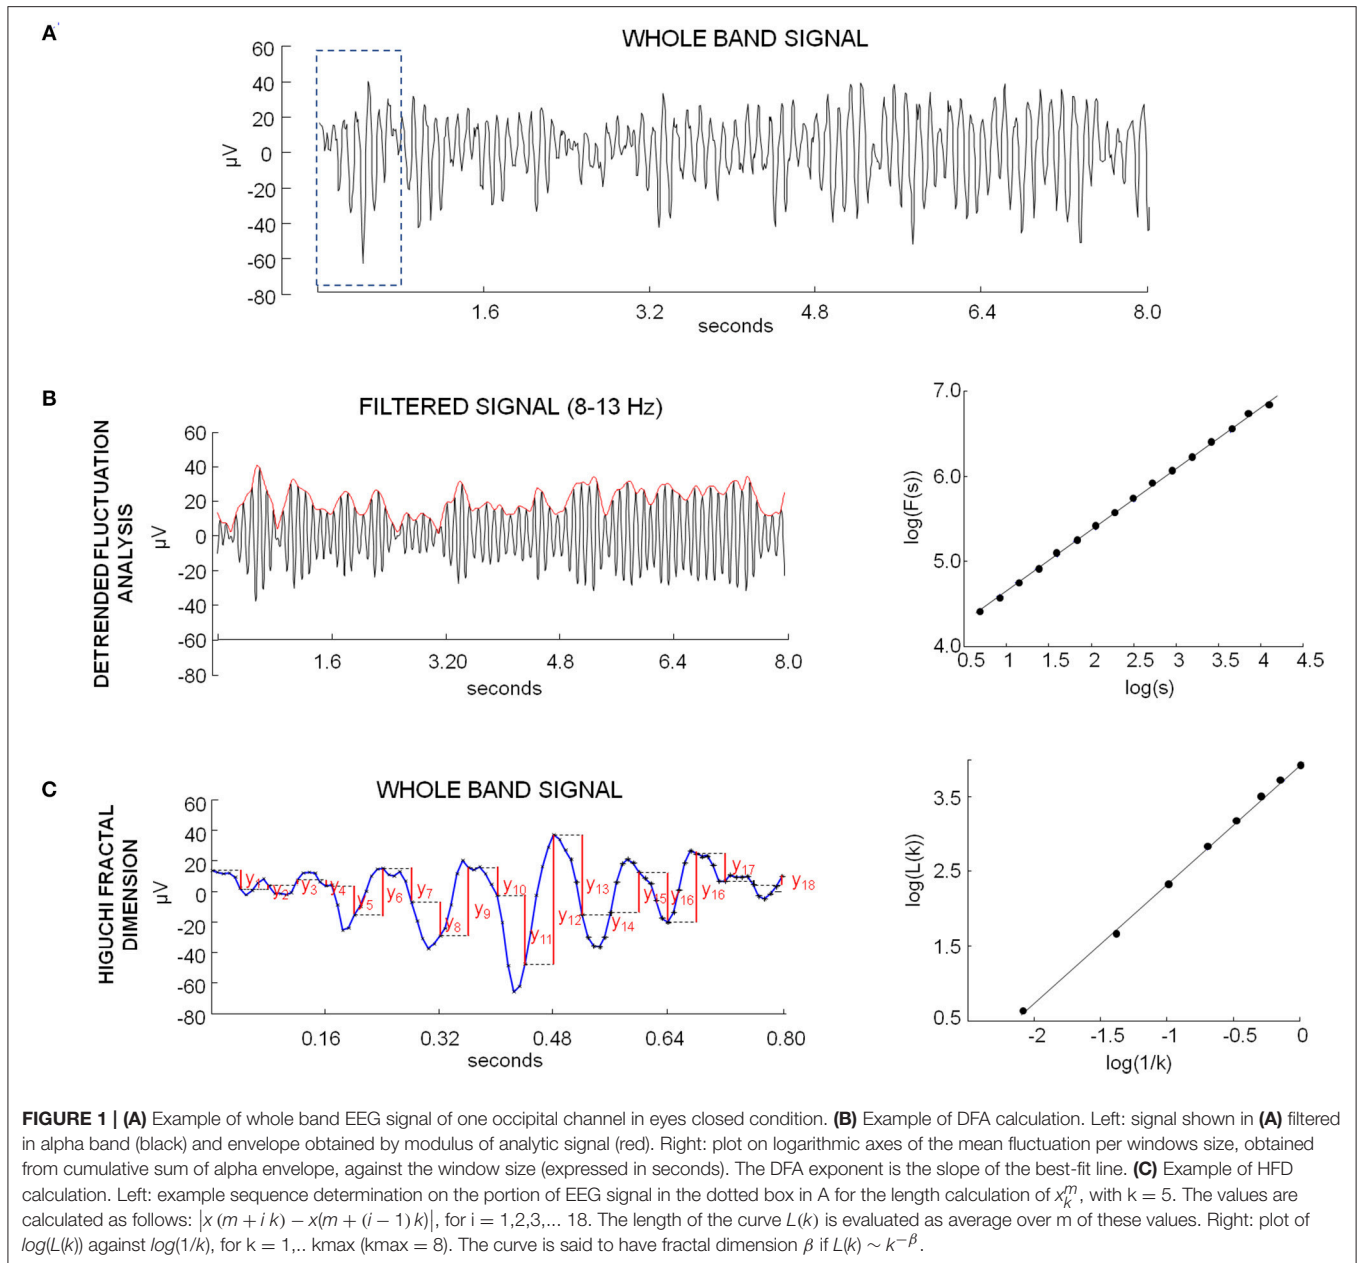 A
WHOLE BAND SIGNAL
60
40
20
0
-20
-40
-60
-80
µV
1.6 3.2 4.8 6.4 8.0
seconds
B
DETRENDED FLUCTUATION
ANALYSIS
FILTERED SIGNAL (8-13 Hz)
60
40
20
0
-20
-40
-60
-80
µV
1.6 3.20 4.8 6.4 8.0
seconds
7.0
6.0
5.0
4.0
log(F(s))
0.5 1 1.5 2 2.5 3 3.5 4 4.5
log(s)
C
HIGUCHI FRACTAL
DIMENSION
WHOLE BAND SIGNAL
60
40
20
0
-20
-40
-60
-80
µV
y1 y2 y3 y4 y5 y6 y7 y8 y9 y10 y11 y12 y13 y14 y15 y16 y16 y17 y18
0.16 0.32 0.48 0.64 0.80
seconds
3.5
2.5
1.5
0.5
log(L(k))
-2 -1.5 -1 -0.5 0
log(1/k)
FIGURE 1 | (A) Example of whole band EEG signal of one occipital channel in eyes closed condition. (B) Example of DFA calculation. Left: signal shown in (A) filtered
in alpha band (black) and envelope obtained by modulus of analytic signal (red). Right: plot on logarithmic axes of the mean fluctuation per windows size, obtained
from cumulative sum of alpha envelope, against the window size (expressed in seconds). The DFA exponent is the slope of the best-fit line. (C) Example of HFD
calculation. Left: example sequence determination on the portion of EEG signal in the dotted box in A for the length calculation of x_k^m, with k = 5. The values are
calculated as follows: |x (m + i k) − x(m + (i − 1) k)|, for i = 1,2,3,... 18. The length of the curve L(k) is evaluated as average over m of these values. Right: plot of
log(L(k)) against log(1/k), for k = 1,.. kmax (kmax = 8). The curve is said to have fractal dimension β if L(k) ∼ k^−β.